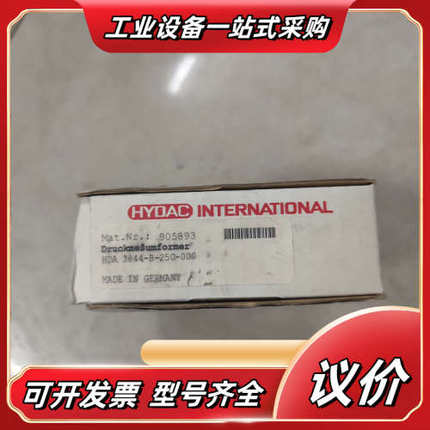 工业设备一站式采购
HYDAC INTERNATIONAL
Mat.Nr.: 905893
Druckmeßumformer
HDA 3844-B-250-000
MADE IN GERMANY
可开发票 型号齐全
议价